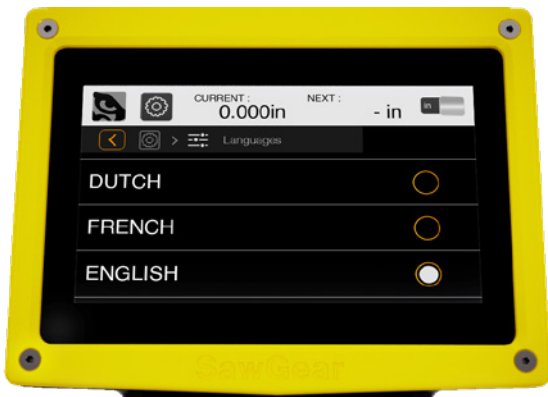 CURRENT :
0.000in
NEXT :
- in
in
Languages
DUTCH
FRENCH
ENGLISH
SawGear